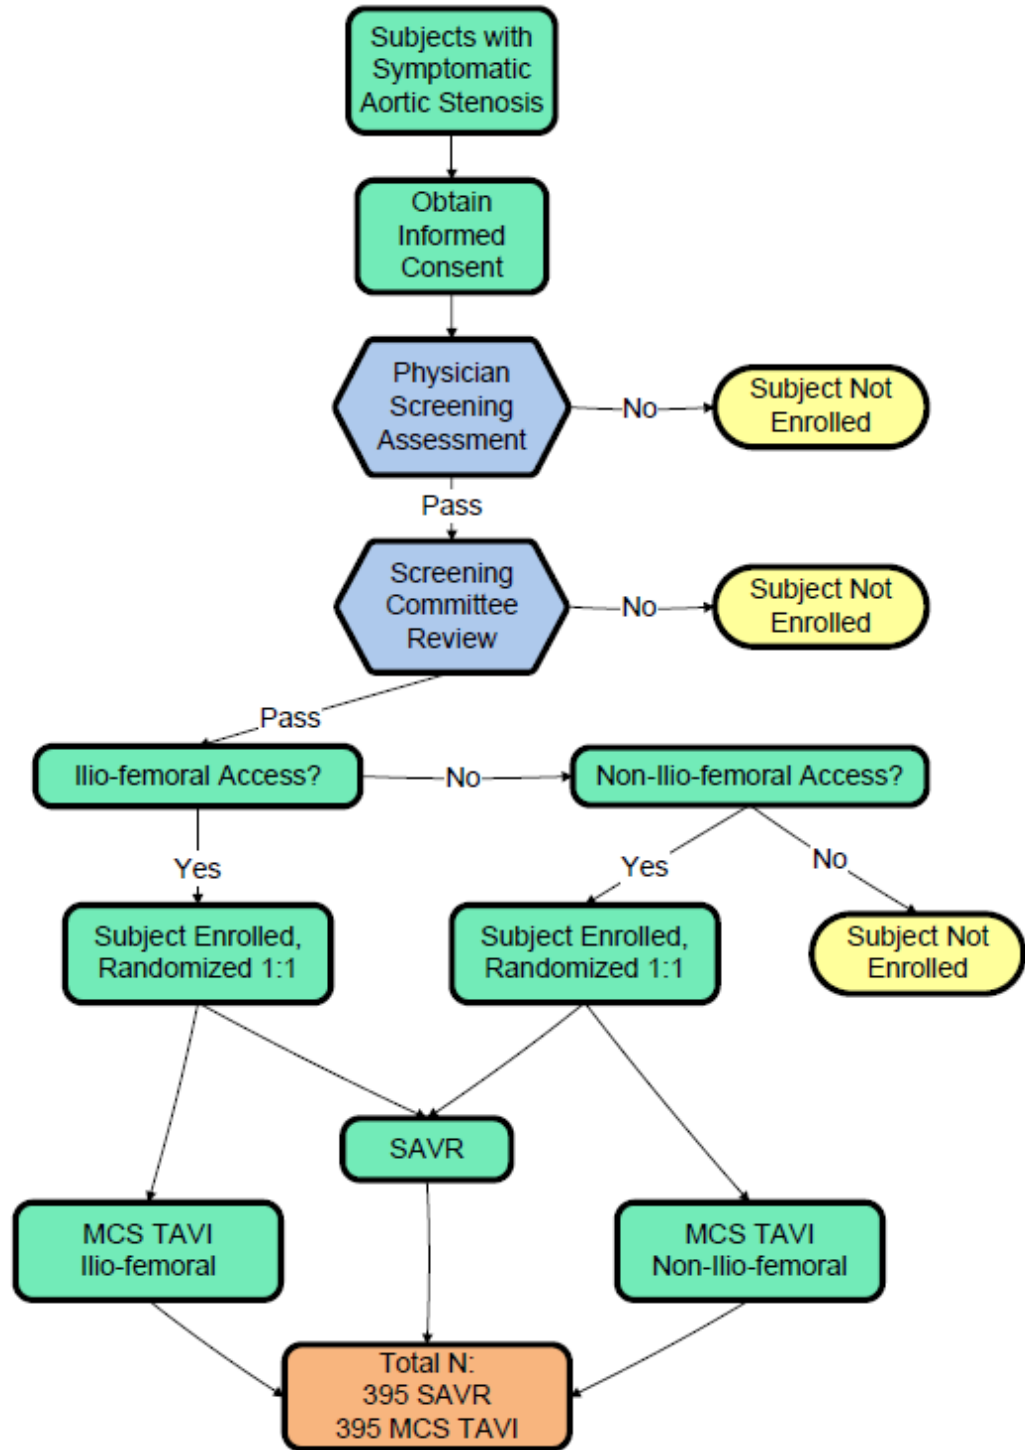 Subjects with
Symptomatic
Aortic Stenosis
Obtain
Informed
Consent
Physician
Screening
Assessment
No
Subject Not
Enrolled
Pass
Screening
Committee
Review
No
Subject Not
Enrolled
Pass
Ilio-femoral Access?
No
Non-Ilio-femoral Access?
Yes
Yes
No
Subject Enrolled,
Randomized 1:1
Subject Enrolled,
Randomized 1:1
Subject Not
Enrolled
SAVR
MCS TAVI
Ilio-femoral
MCS TAVI
Non-Ilio-femoral
Total N:
395 SAVR
395 MCS TAVI